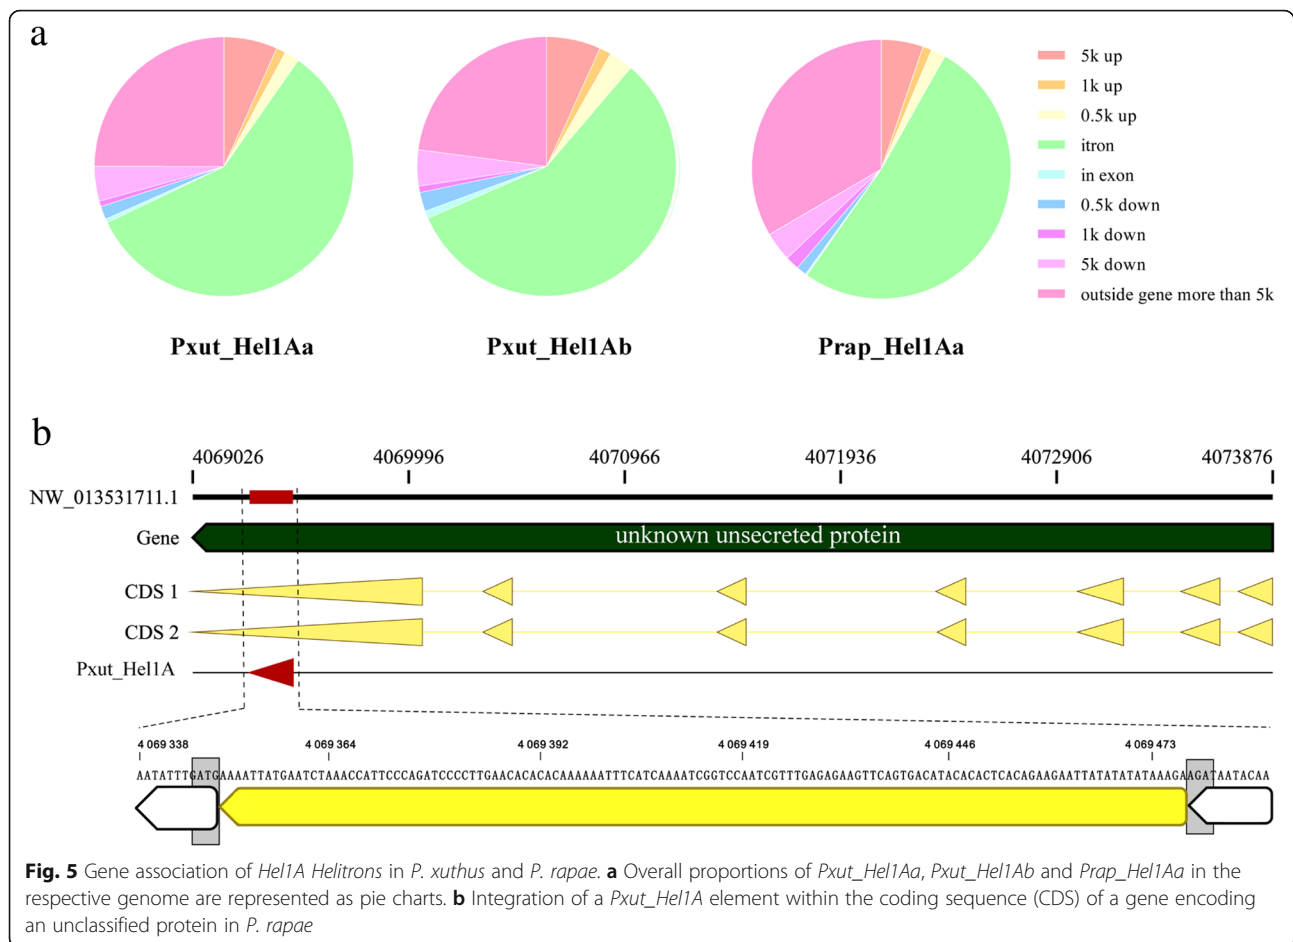 a
5k up
1k up
0.5k up
itron
in exon
0.5k down
1k down
5k down
outside gene more than 5k
Pxut_Hel1Aa Pxut_Hel1Ab Prap_Hel1Aa
b
4069026 4069996 4070966 4071936 4072906 4073876
NW_013531711.1
Gene unknown unsecreted protein
CDS 1
CDS 2
Pxut_Hel1A
4 069 338 4 069 364 4 069 392 4 069 419 4 069 446 4 069 473
AATATTTGATGAAAATTATGAATCTAAACCATTCCCAGATCCCCTTGAACACACACAAAAAATTTCATCAAAATCGGTCCAATCGTTTGAGAGAAGTTCAGTGACATACACACTCACAGAAGAATTATATATATAAAGAAGATAATACAA
Fig. 5 Gene association of Hel1A Helitrons in P. xuthus and P. rapae. a Overall proportions of Pxut_Hel1Aa, Pxut_Hel1Ab and Prap_Hel1Aa in the
respective genome are represented as pie charts. b Integration of a Pxut_Hel1A element within the coding sequence (CDS) of a gene encoding
an unclassified protein in P. rapae